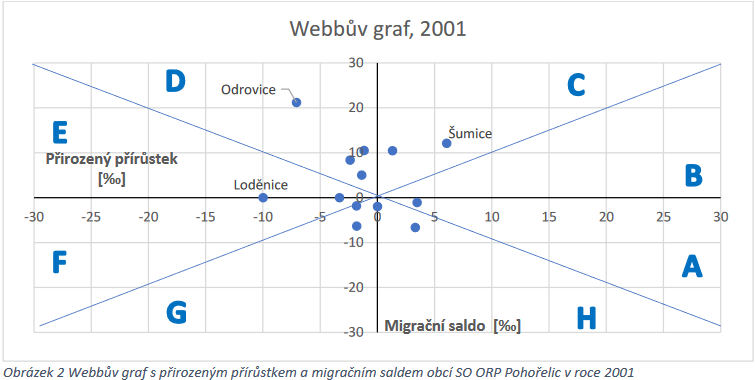 Webbův graf, 2001
30
D
C
Odrovice
20
E
Šumice
10
Přirozený přírůstek
[‰]
B
Loděnice
0
-30 -25 -20 -15 -10 -5 0 5 10 15 20 25 30
-10
F
A
-20
G
H
Migrační saldo [‰]
-30
Obrázek 2 Webbův graf s přirozeným přírůstkem a migračním saldem obcí SO ORP Pohořelic v roce 2001